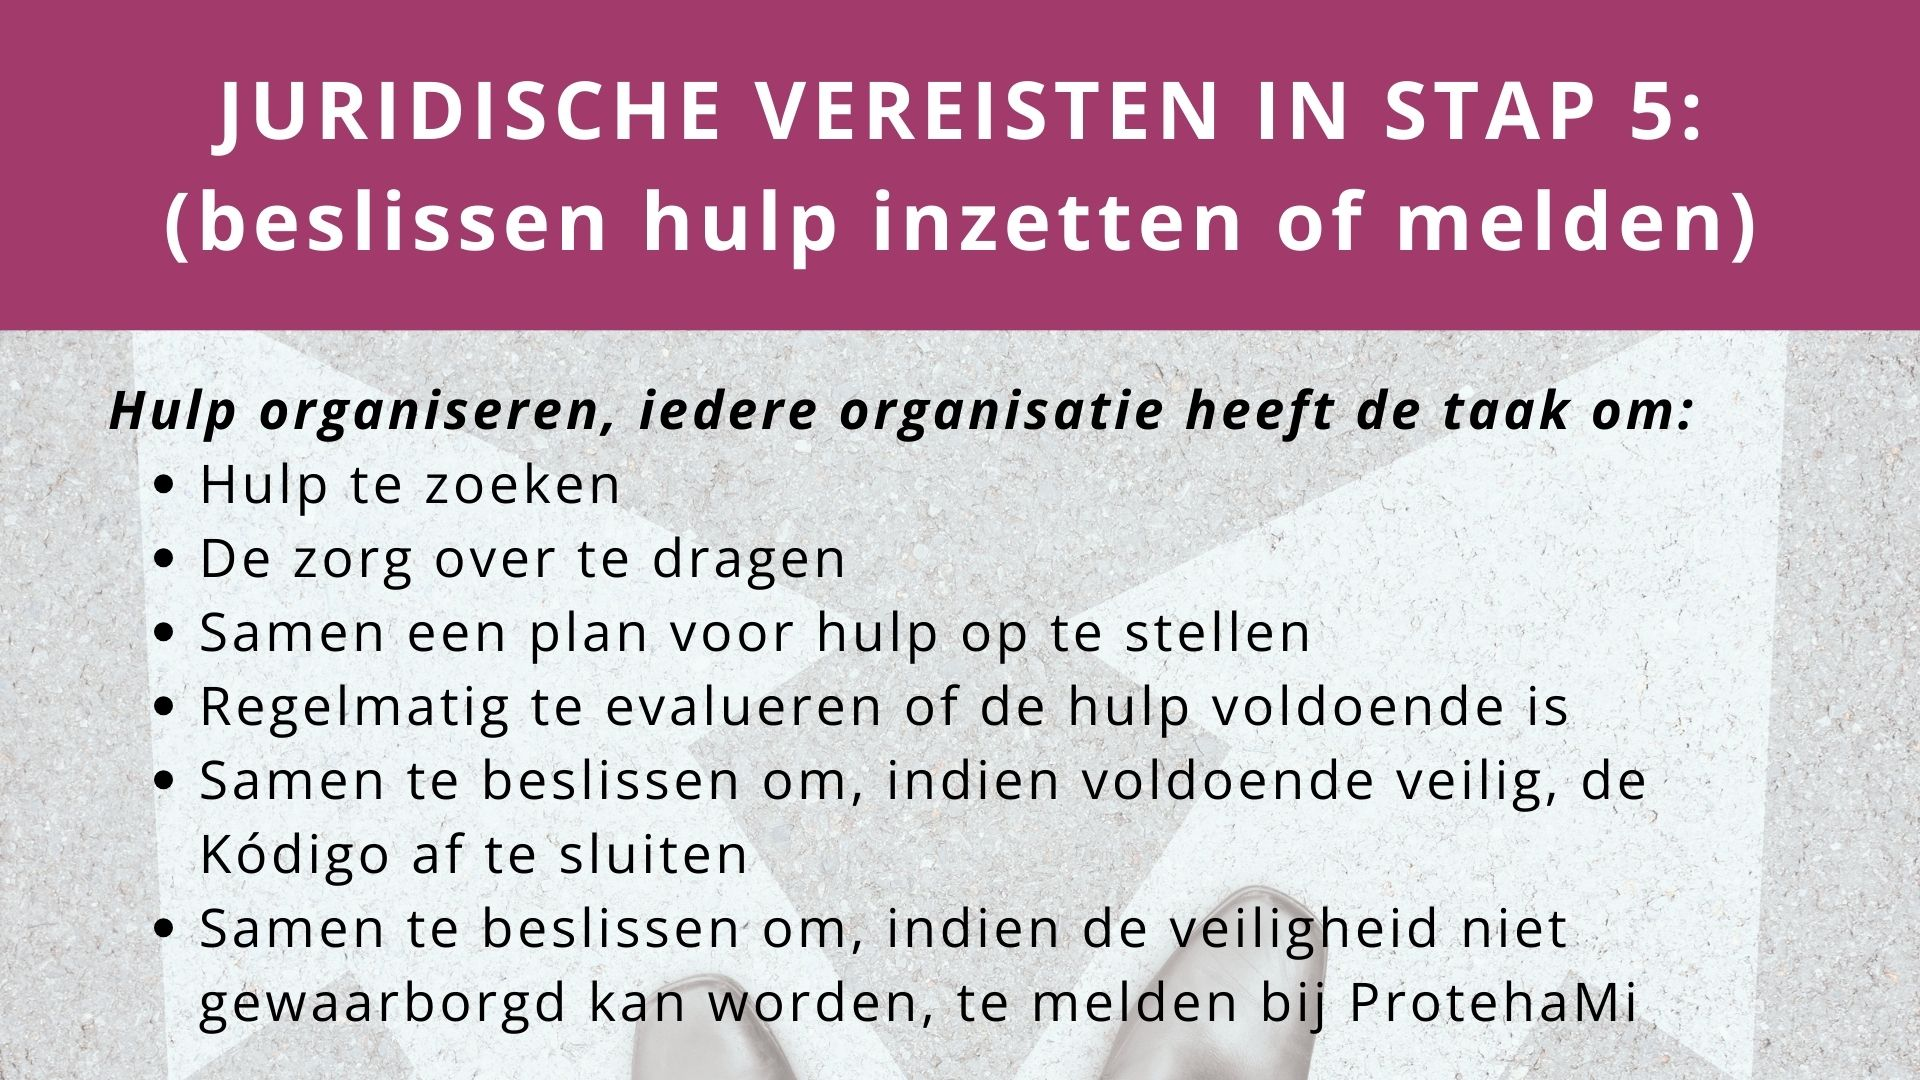 JURIDISCHE VEREISTEN IN STAP 5:
(beslissen hulp inzetten of melden)
Hulp organiseren, iedere organisatie heeft de taak om:
• Hulp te zoeken
• De zorg over te dragen
• Samen een plan voor hulp op te stellen
• Regelmatig te evalueren of de hulp voldoende is
• Samen te beslissen om, indien voldoende veilig, de
Kódigo af te sluiten
• Samen te beslissen om, indien de veiligheid niet
gewaarborgd kan worden, te melden bij ProtehaMi